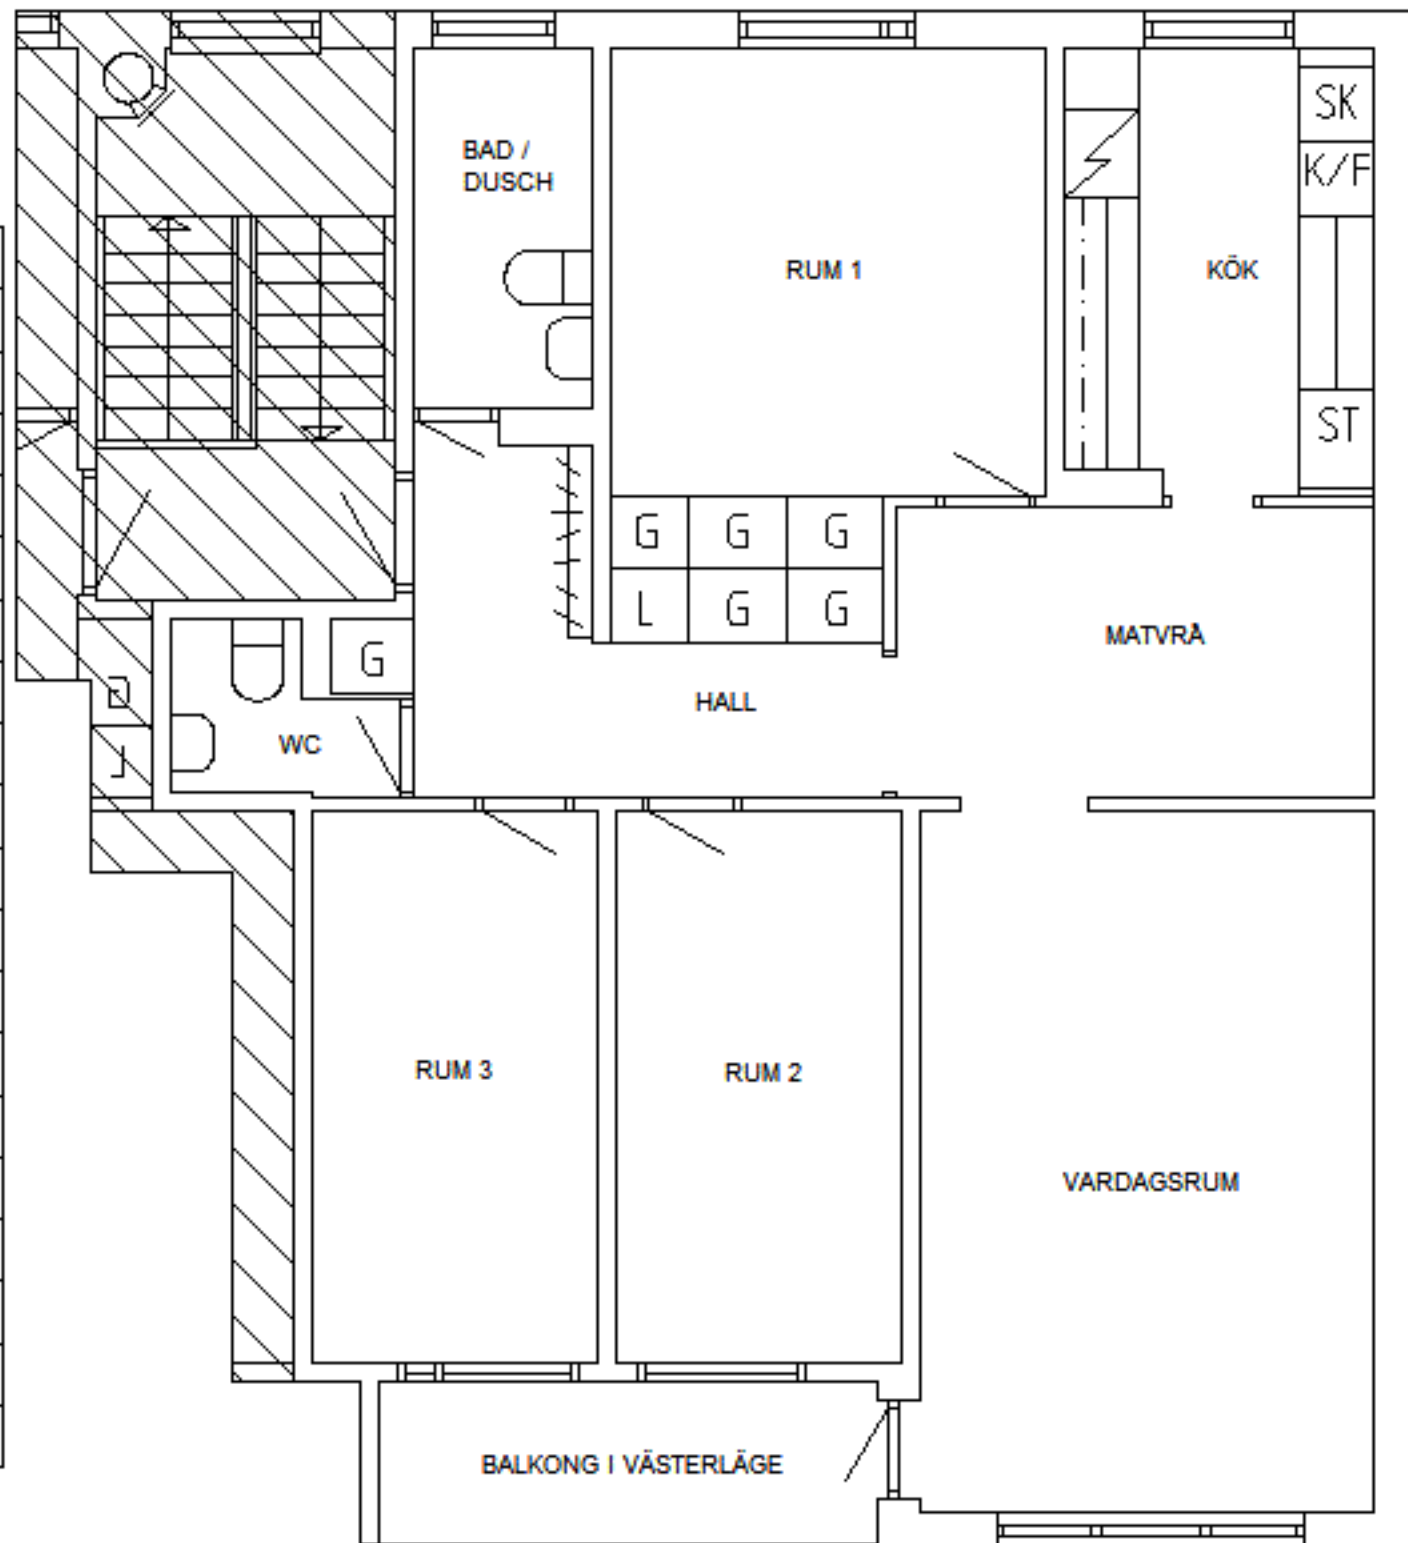 SK
BAD /
DUSCH
K/F
RUM 1
KÖK
ST
G G G
L G G
MATVRÅ
G
D
HALL
WC
J
RUM 3
RUM 2
VARDAGSRUM
BALKONG I VÄSTERLÄGE